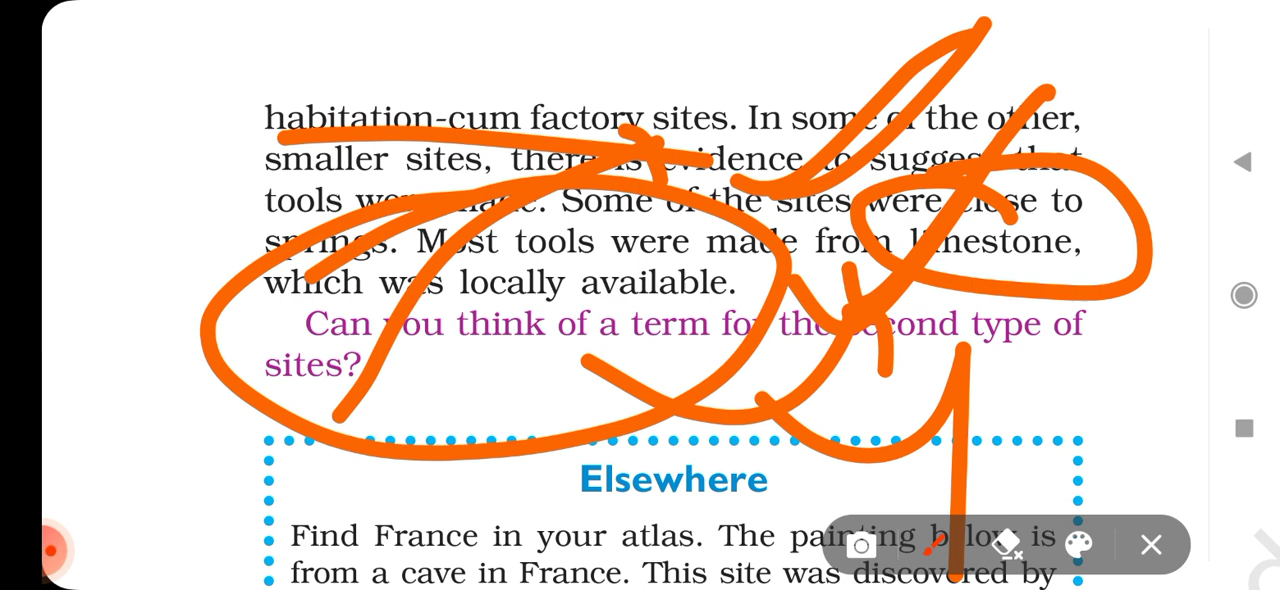 habitation-cum factory sites. In some of the other,
smaller sites, there is evidence to suggest that
tools were made. Some of the sites were close to
springs. Most tools were made from limestone,
which was locally available.
Can you think of a term for the second type of
sites?
Elsewhere
Find France in your atlas. The painting below is
from a cave in France. This site was discovered by